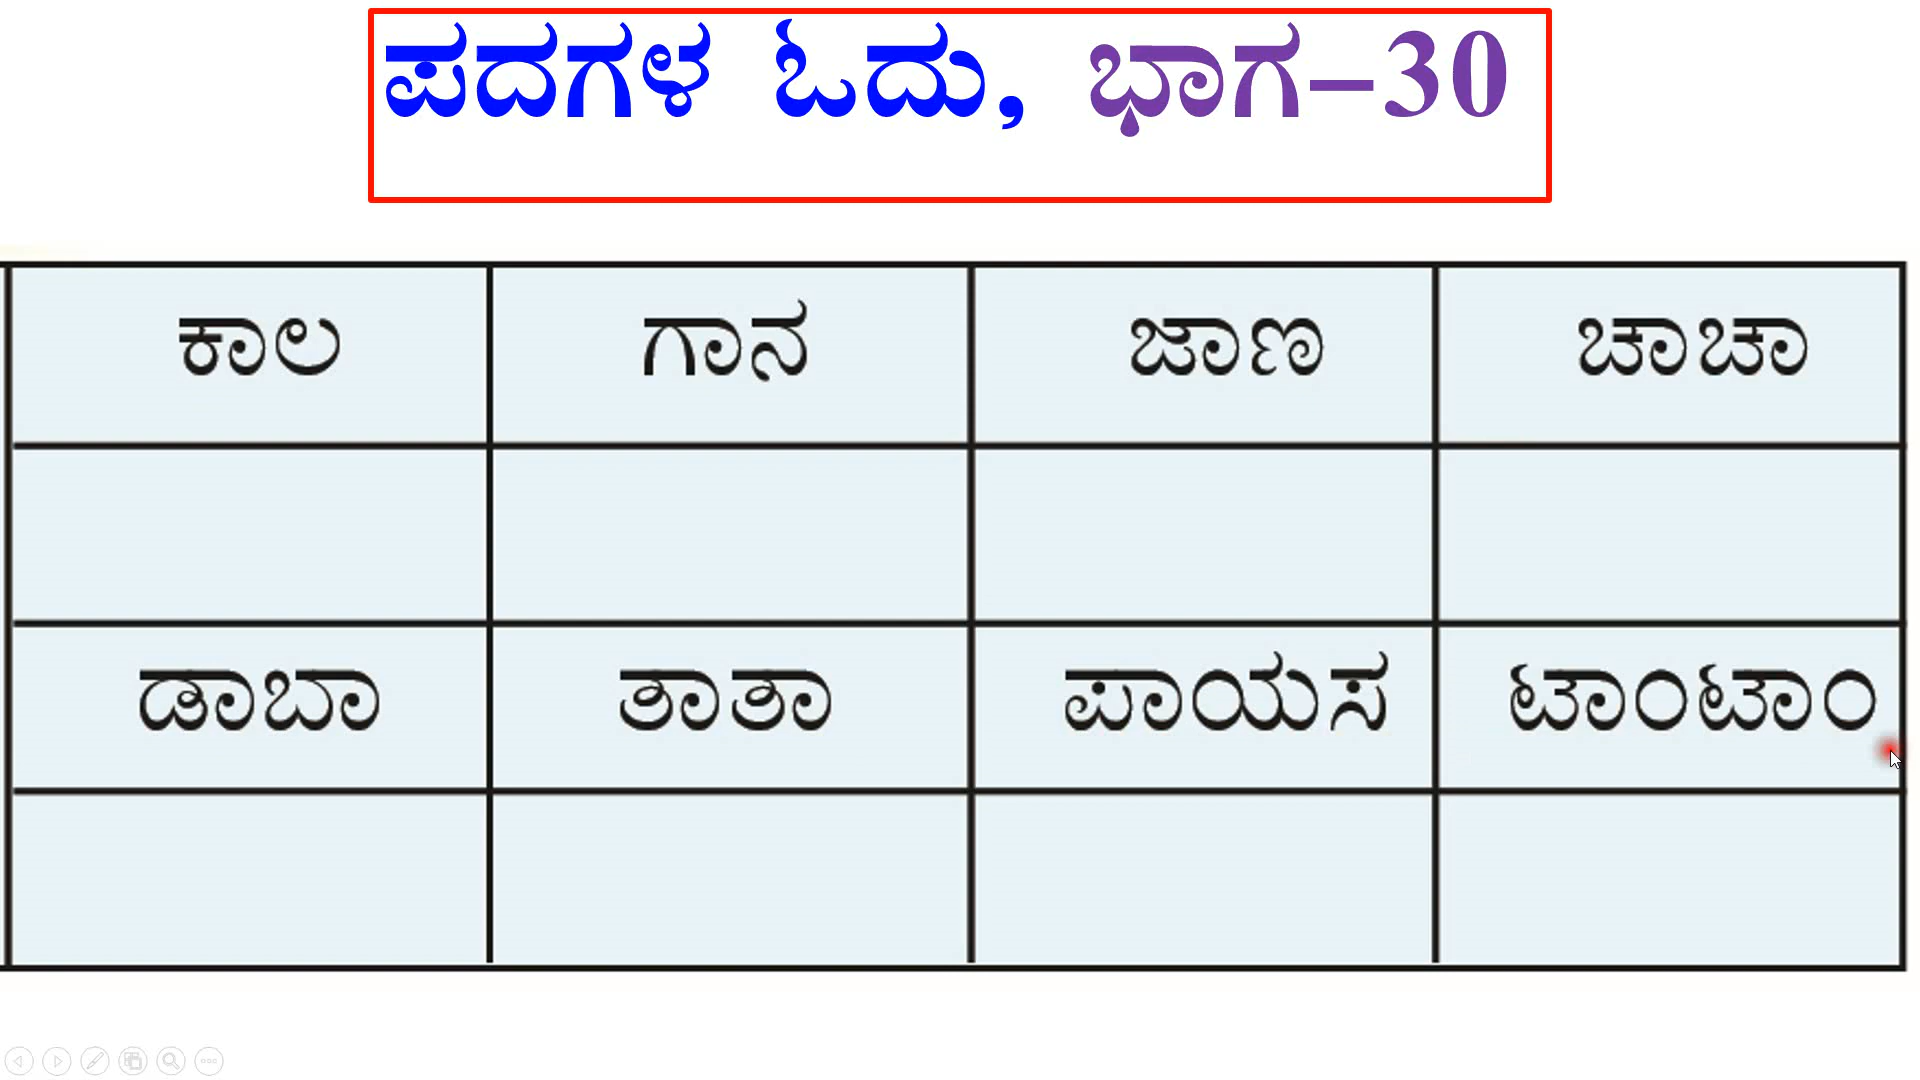 ಪದಗಳ ಓದು, ಭಾಗ-30
ಕಾಲ ಗಾನ ಜಾಣ ಚಾಚಾ
ಡಾಬಾ ತಾತಾ ಪಾಯಸ ಟಾಂಟಾಂ